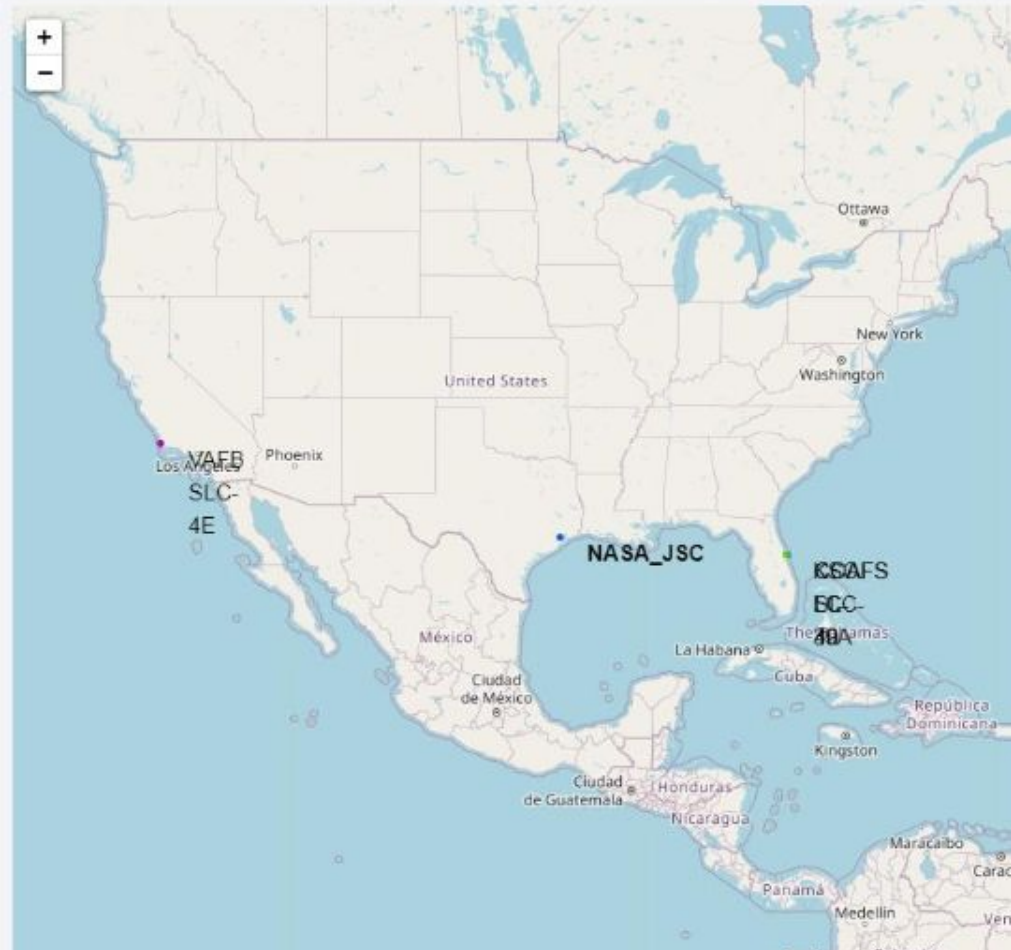 +
−
Ottawa
New York
Washington
United States
VAFB
Los Angeles
Phoenix
SLC-
4E
NASA_JSC
México
La Habana
Cuba
Ciudad
de México
República
Dominicana
Kingston
Ciudad
de Guatemala
Honduras
Nicaragua
Maracaibo
Panamá
Medellín